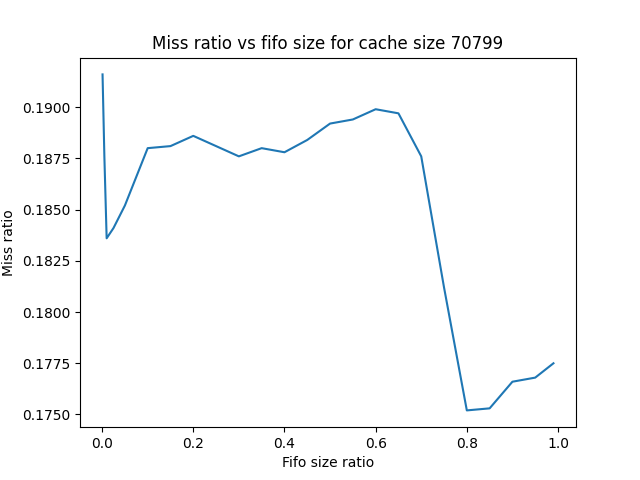 Miss ratio vs fifo size for cache size 70799
0.1900
0.1875
0.1850
0.1825
0.1800
0.1775
0.1750
Miss ratio
0.0 0.2 0.4 0.6 0.8 1.0
Fifo size ratio